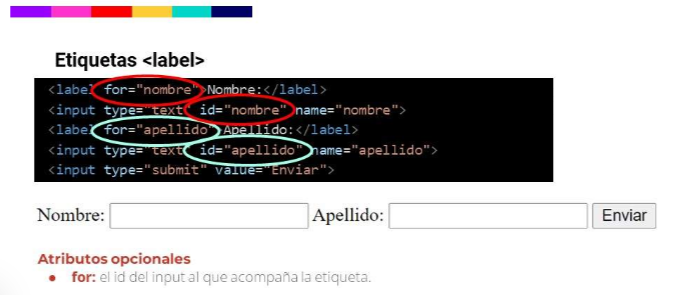 Etiquetas <label>
<label for="nombre">Nombre:</label>
<input type="text" id="nombre" name="nombre">
<label for="apellido">Apellido:</label>
<input type="text" id="apellido" name="apellido">
<input type="submit" value="Enviar">
Nombre: Apellido: Enviar
Atributos opcionales
• for: el id del input al que acompaña la etiqueta.